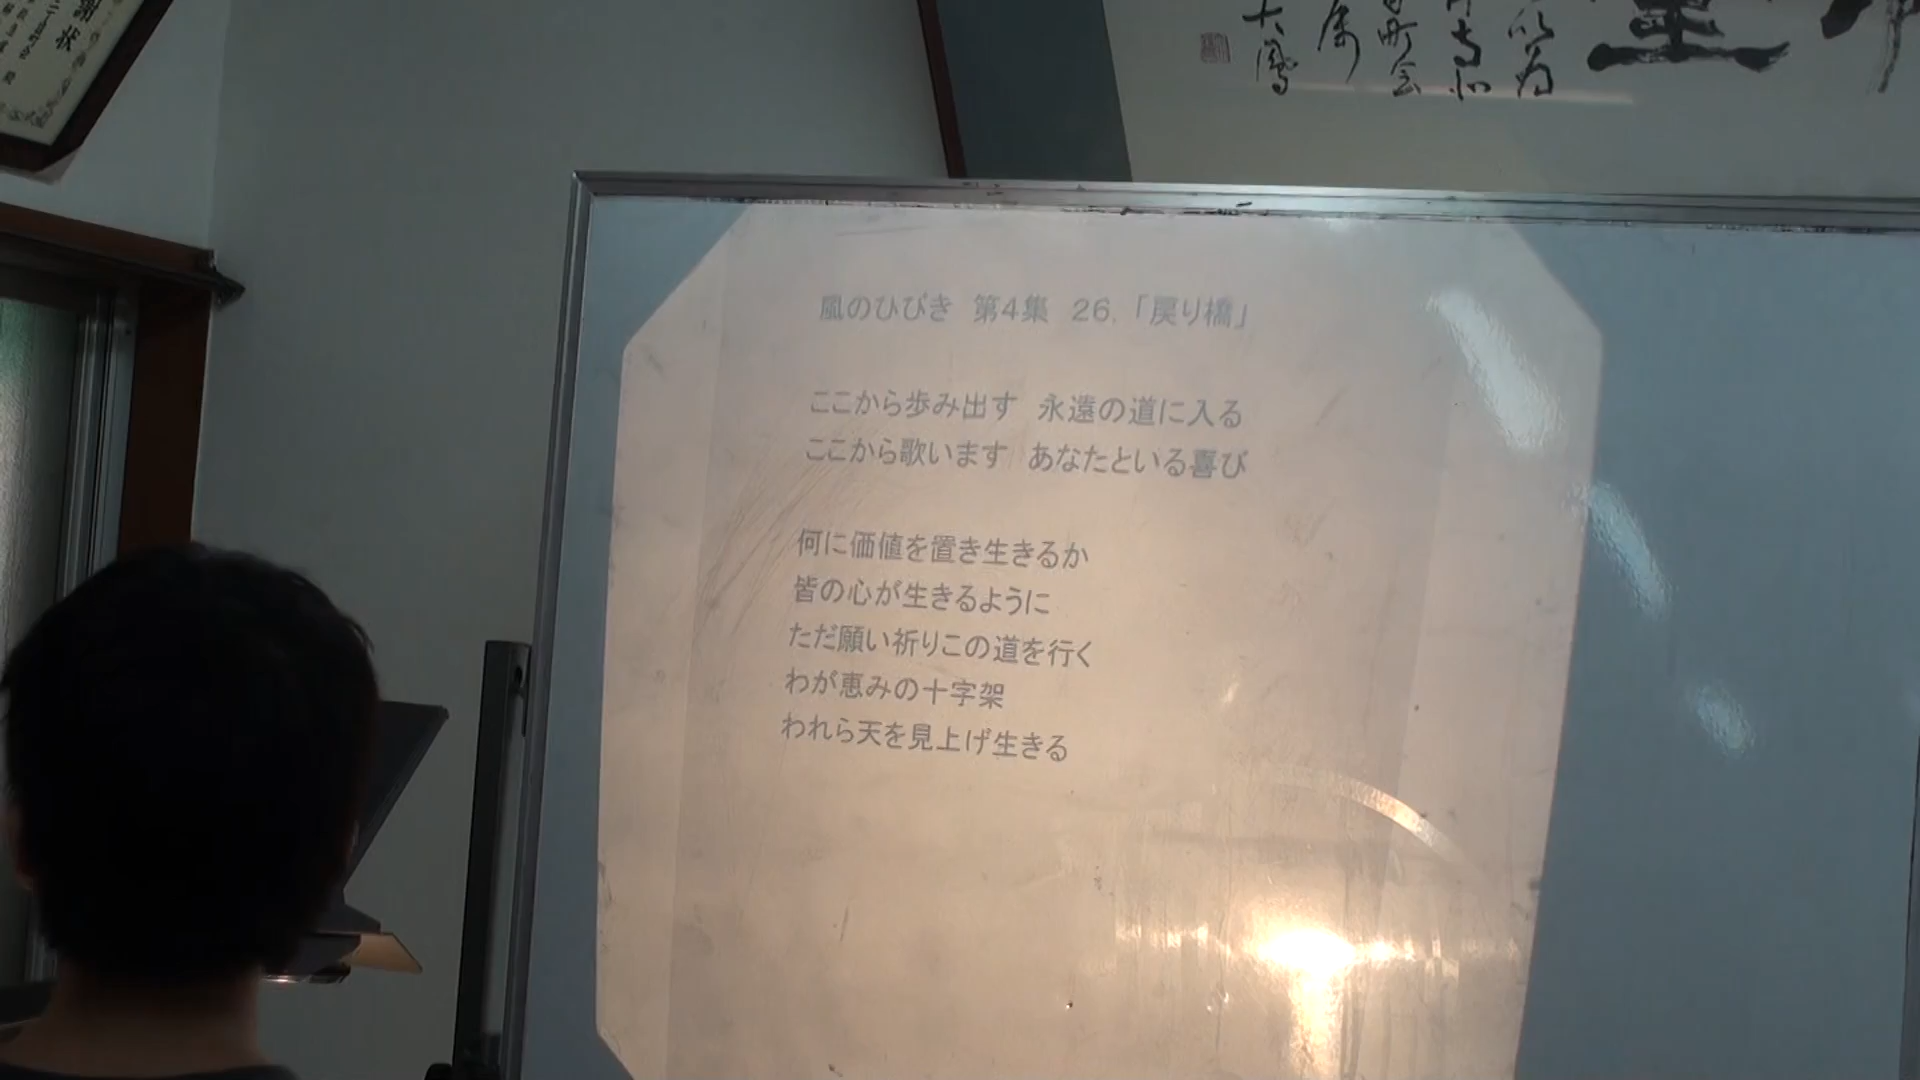 風のひびき 第4集 26.「戻り橋」
ここから歩み出す 永遠の道に入る
ここから歌います あなたといる喜び
何に価値を置き生きるか
皆の心が生きるように
ただ願い祈りこの道を行く
わが恵みの十字架
われら天を見上げ生きる